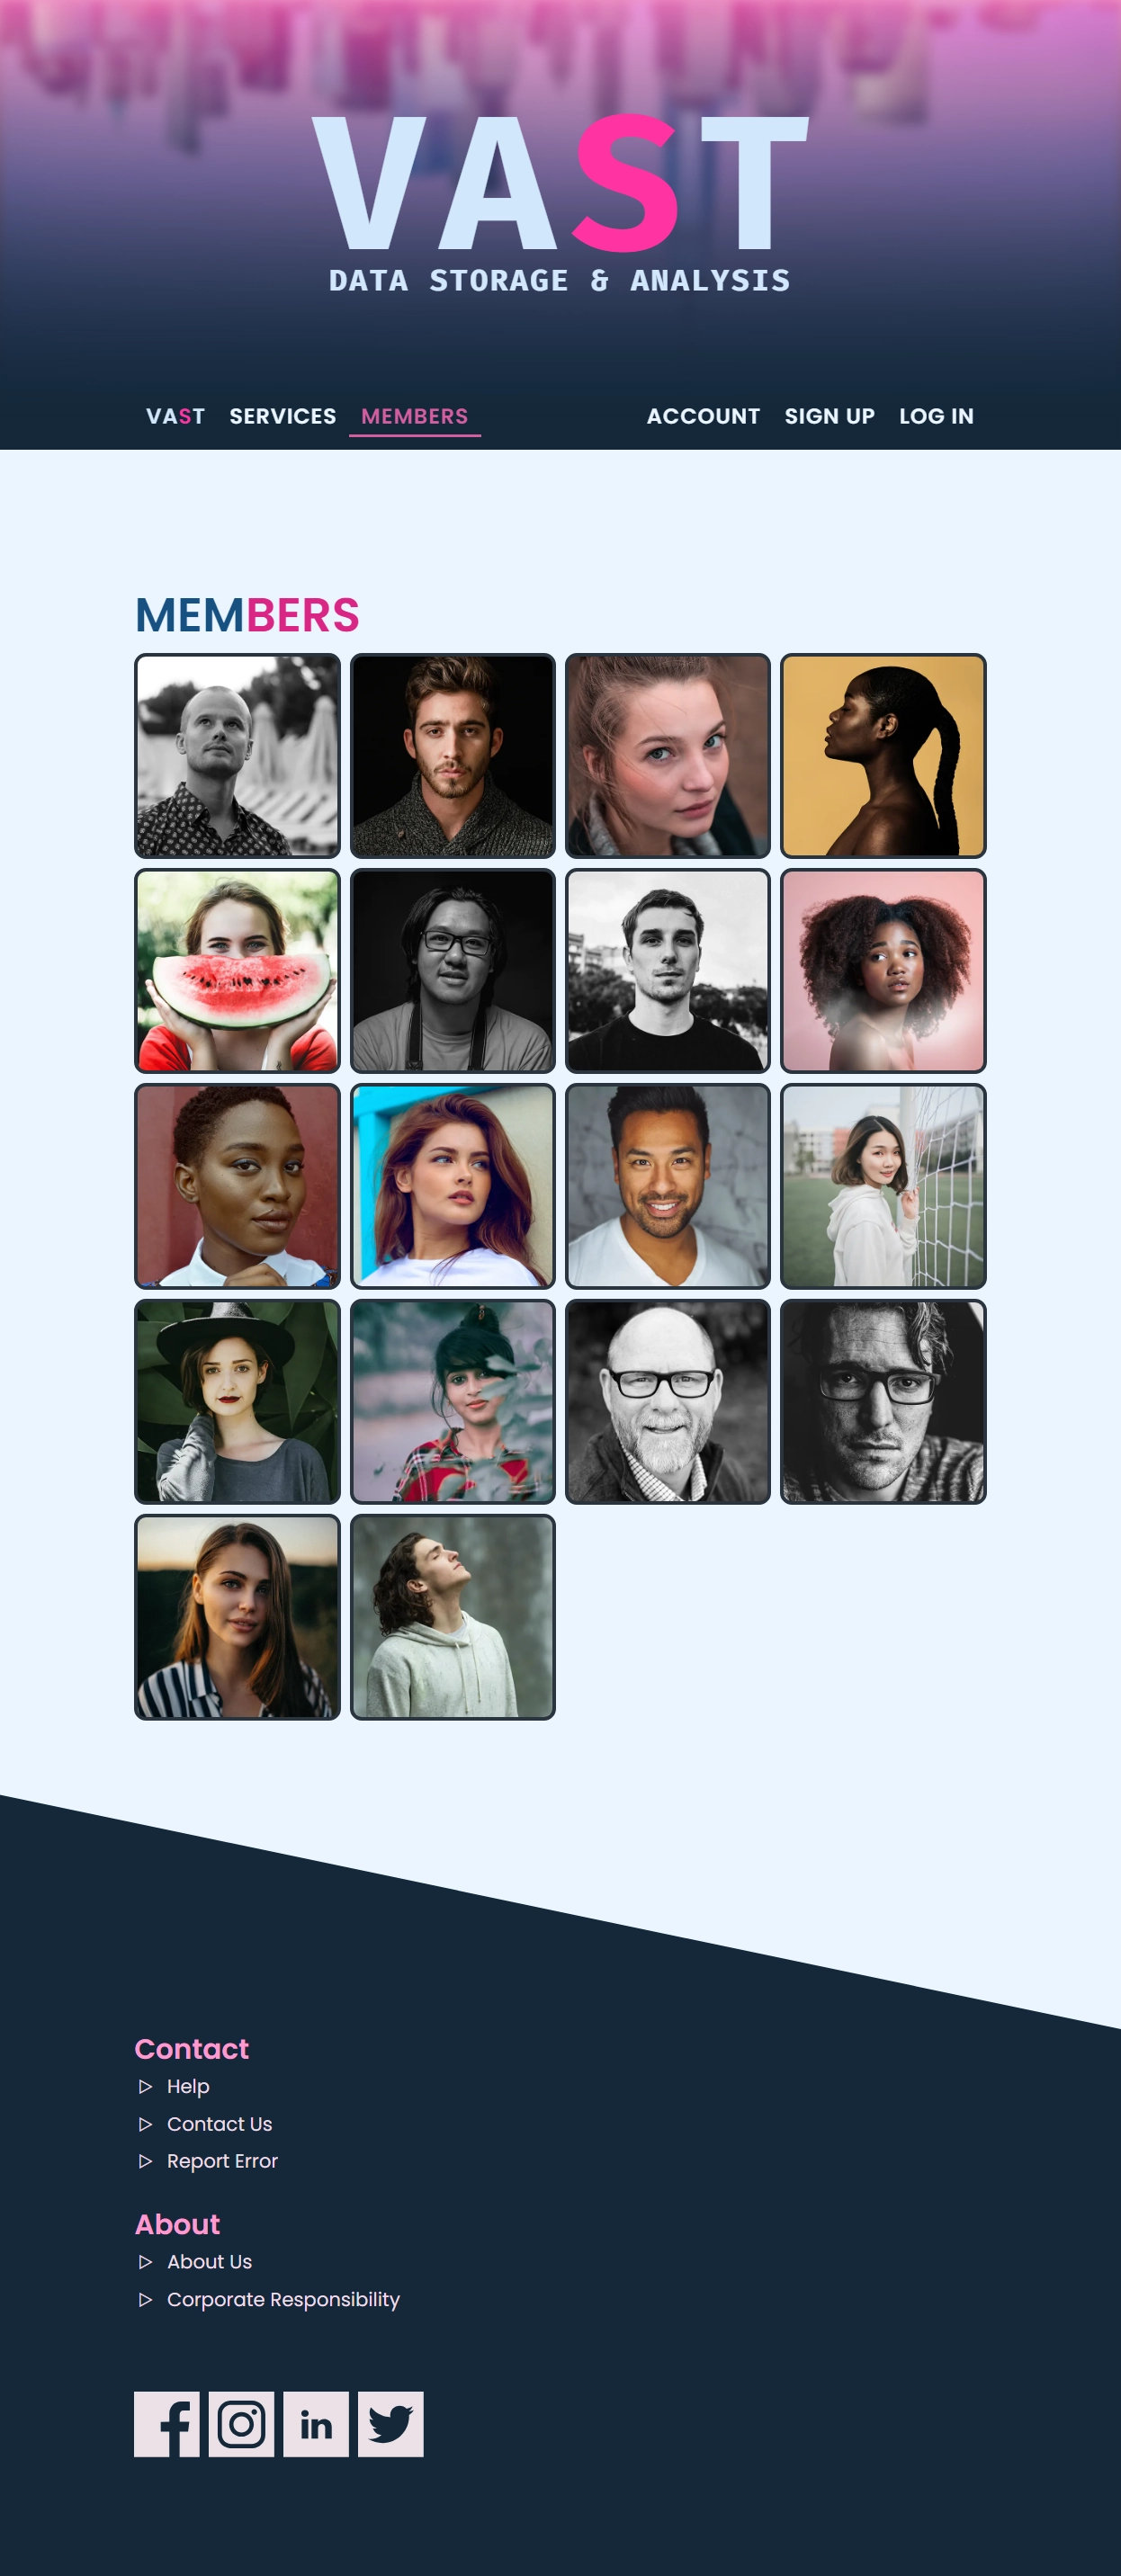 VAST
DATA STORAGE & ANALYSIS
VAST SERVICES MEMBERS ACCOUNT SIGN UP LOG IN
MEMBERS
Contact
Help
Contact Us
Report Error
About
About Us
Corporate Responsibility
in